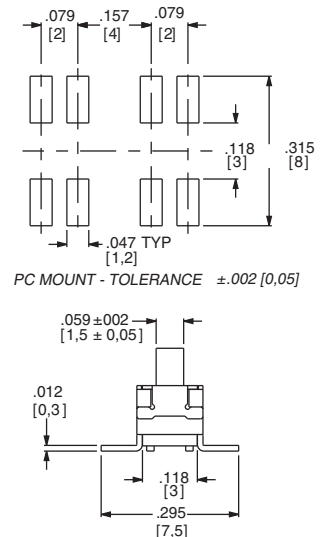 .079 .157 .079
[2] [4] [2]
.118
[3]
.315
[8]
.047 TYP
[1,2]
PC MOUNT - TOLERANCE ±.002 [0,05]
.059 ±002
[1,5 ± 0,05]
.012
[0,3]
.118
[3]
.295
[7,5]